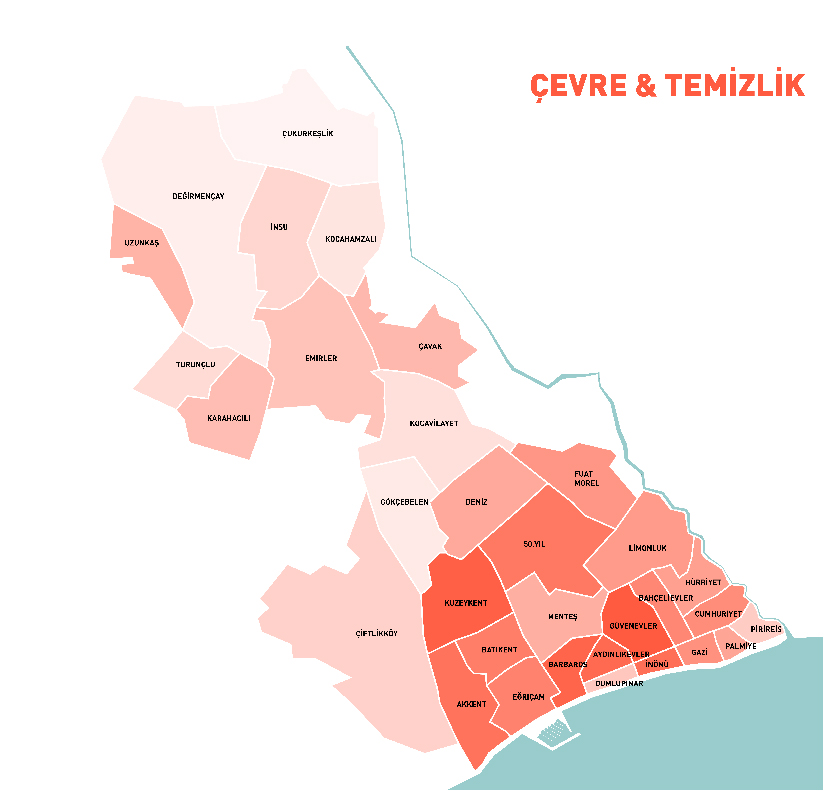 ÇEVRE & TEMİZLİK
ÇUKURKEŞLİK
DEĞİRMENÇAY
İNSU
UZUNKAŞ
KOCAHAMZALI
ÇAVAK
EMIRLER
TURUNÇLU
KARAHACILI
KOCAVİLAYET
FUAT
MOREL
GÖKÇEBELEN
DENİZ
50.YIL
LİMONLUK
HÜRRİYET
BAHÇELİEVLER
KUZEYKENT
MENTEŞ
CUMHURİYET
GÜVENEVLER
PİRİREİS
ÇİFTLİKKÖY
PALMİYE
BATIKENT
GAZİ
AYDINLIKEVLER
BARBAROS
İNÖNÜ
DUMLUPINAR
EĞRİÇAM
AKKENT